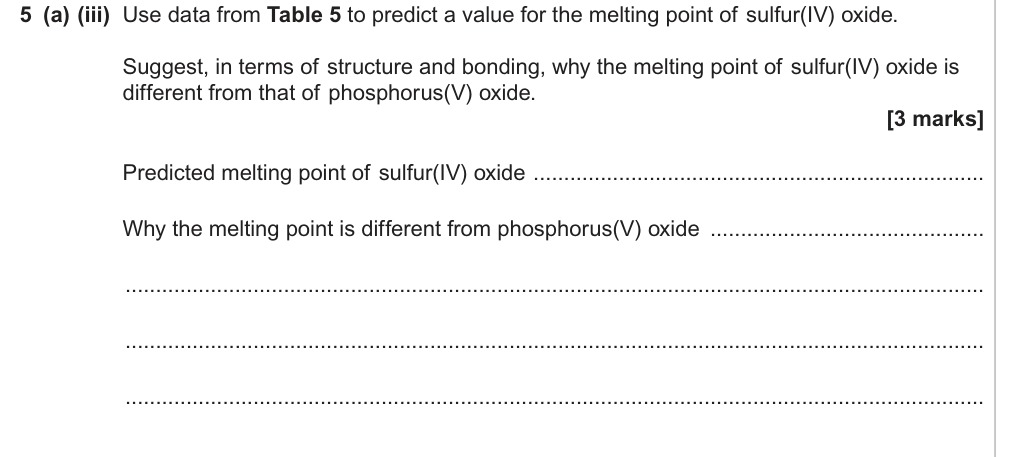 5 (a) (iii) Use data from Table 5 to predict a value for the melting point of sulfur(IV) oxide.
Suggest, in terms of structure and bonding, why the melting point of sulfur(IV) oxide is
different from that of phosphorus(V) oxide.
[3 marks]
Predicted melting point of sulfur(IV) oxide ..........................................................................
Why the melting point is different from phosphorus(V) oxide .............................................